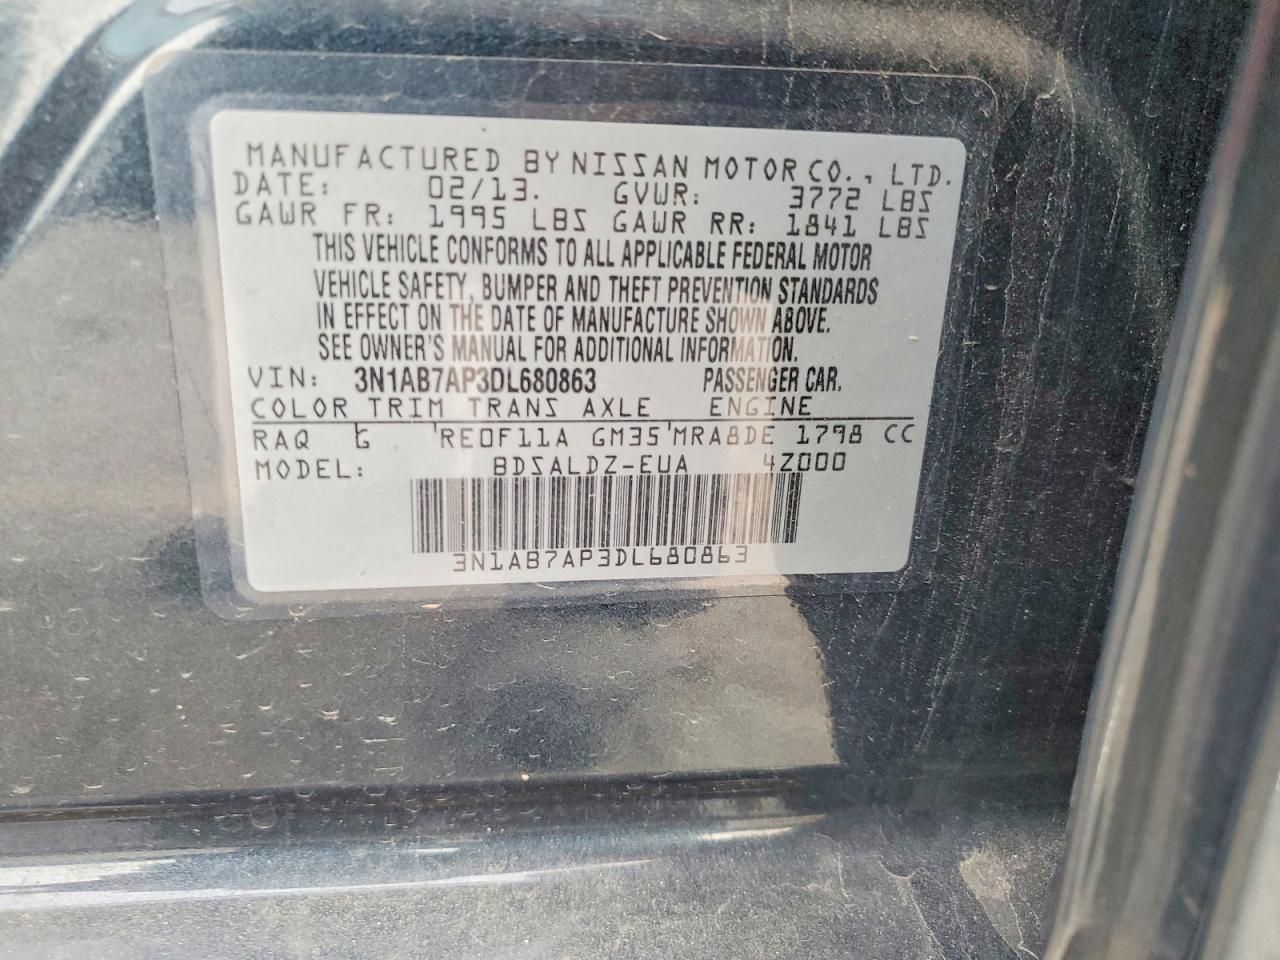 MANUFACTURED BY NISSAN MOTOR CO., LTD.
DATE: 02/13. GVWR: 3772 LBS
GAWR FR: 1995 LBS GAWR RR: 1841 LBS
THIS VEHICLE CONFORMS TO ALL APPLICABLE FEDERAL MOTOR
VEHICLE SAFETY, BUMPER AND THEFT PREVENTION STANDARDS
IN EFFECT ON THE DATE OF MANUFACTURE SHOWN ABOVE.
SEE OWNER'S MANUAL FOR ADDITIONAL INFORMATION.
VIN: 3N1AB7AP3DL680863 PASSENGER CAR.
COLOR TRIM TRANS AXLE ENGINE
RAQ G RE0F11A GM35 MRA8DE 1798 CC
MODEL: BDSALDZ-EUA 4Z000
3N1AB7AP3DL680863